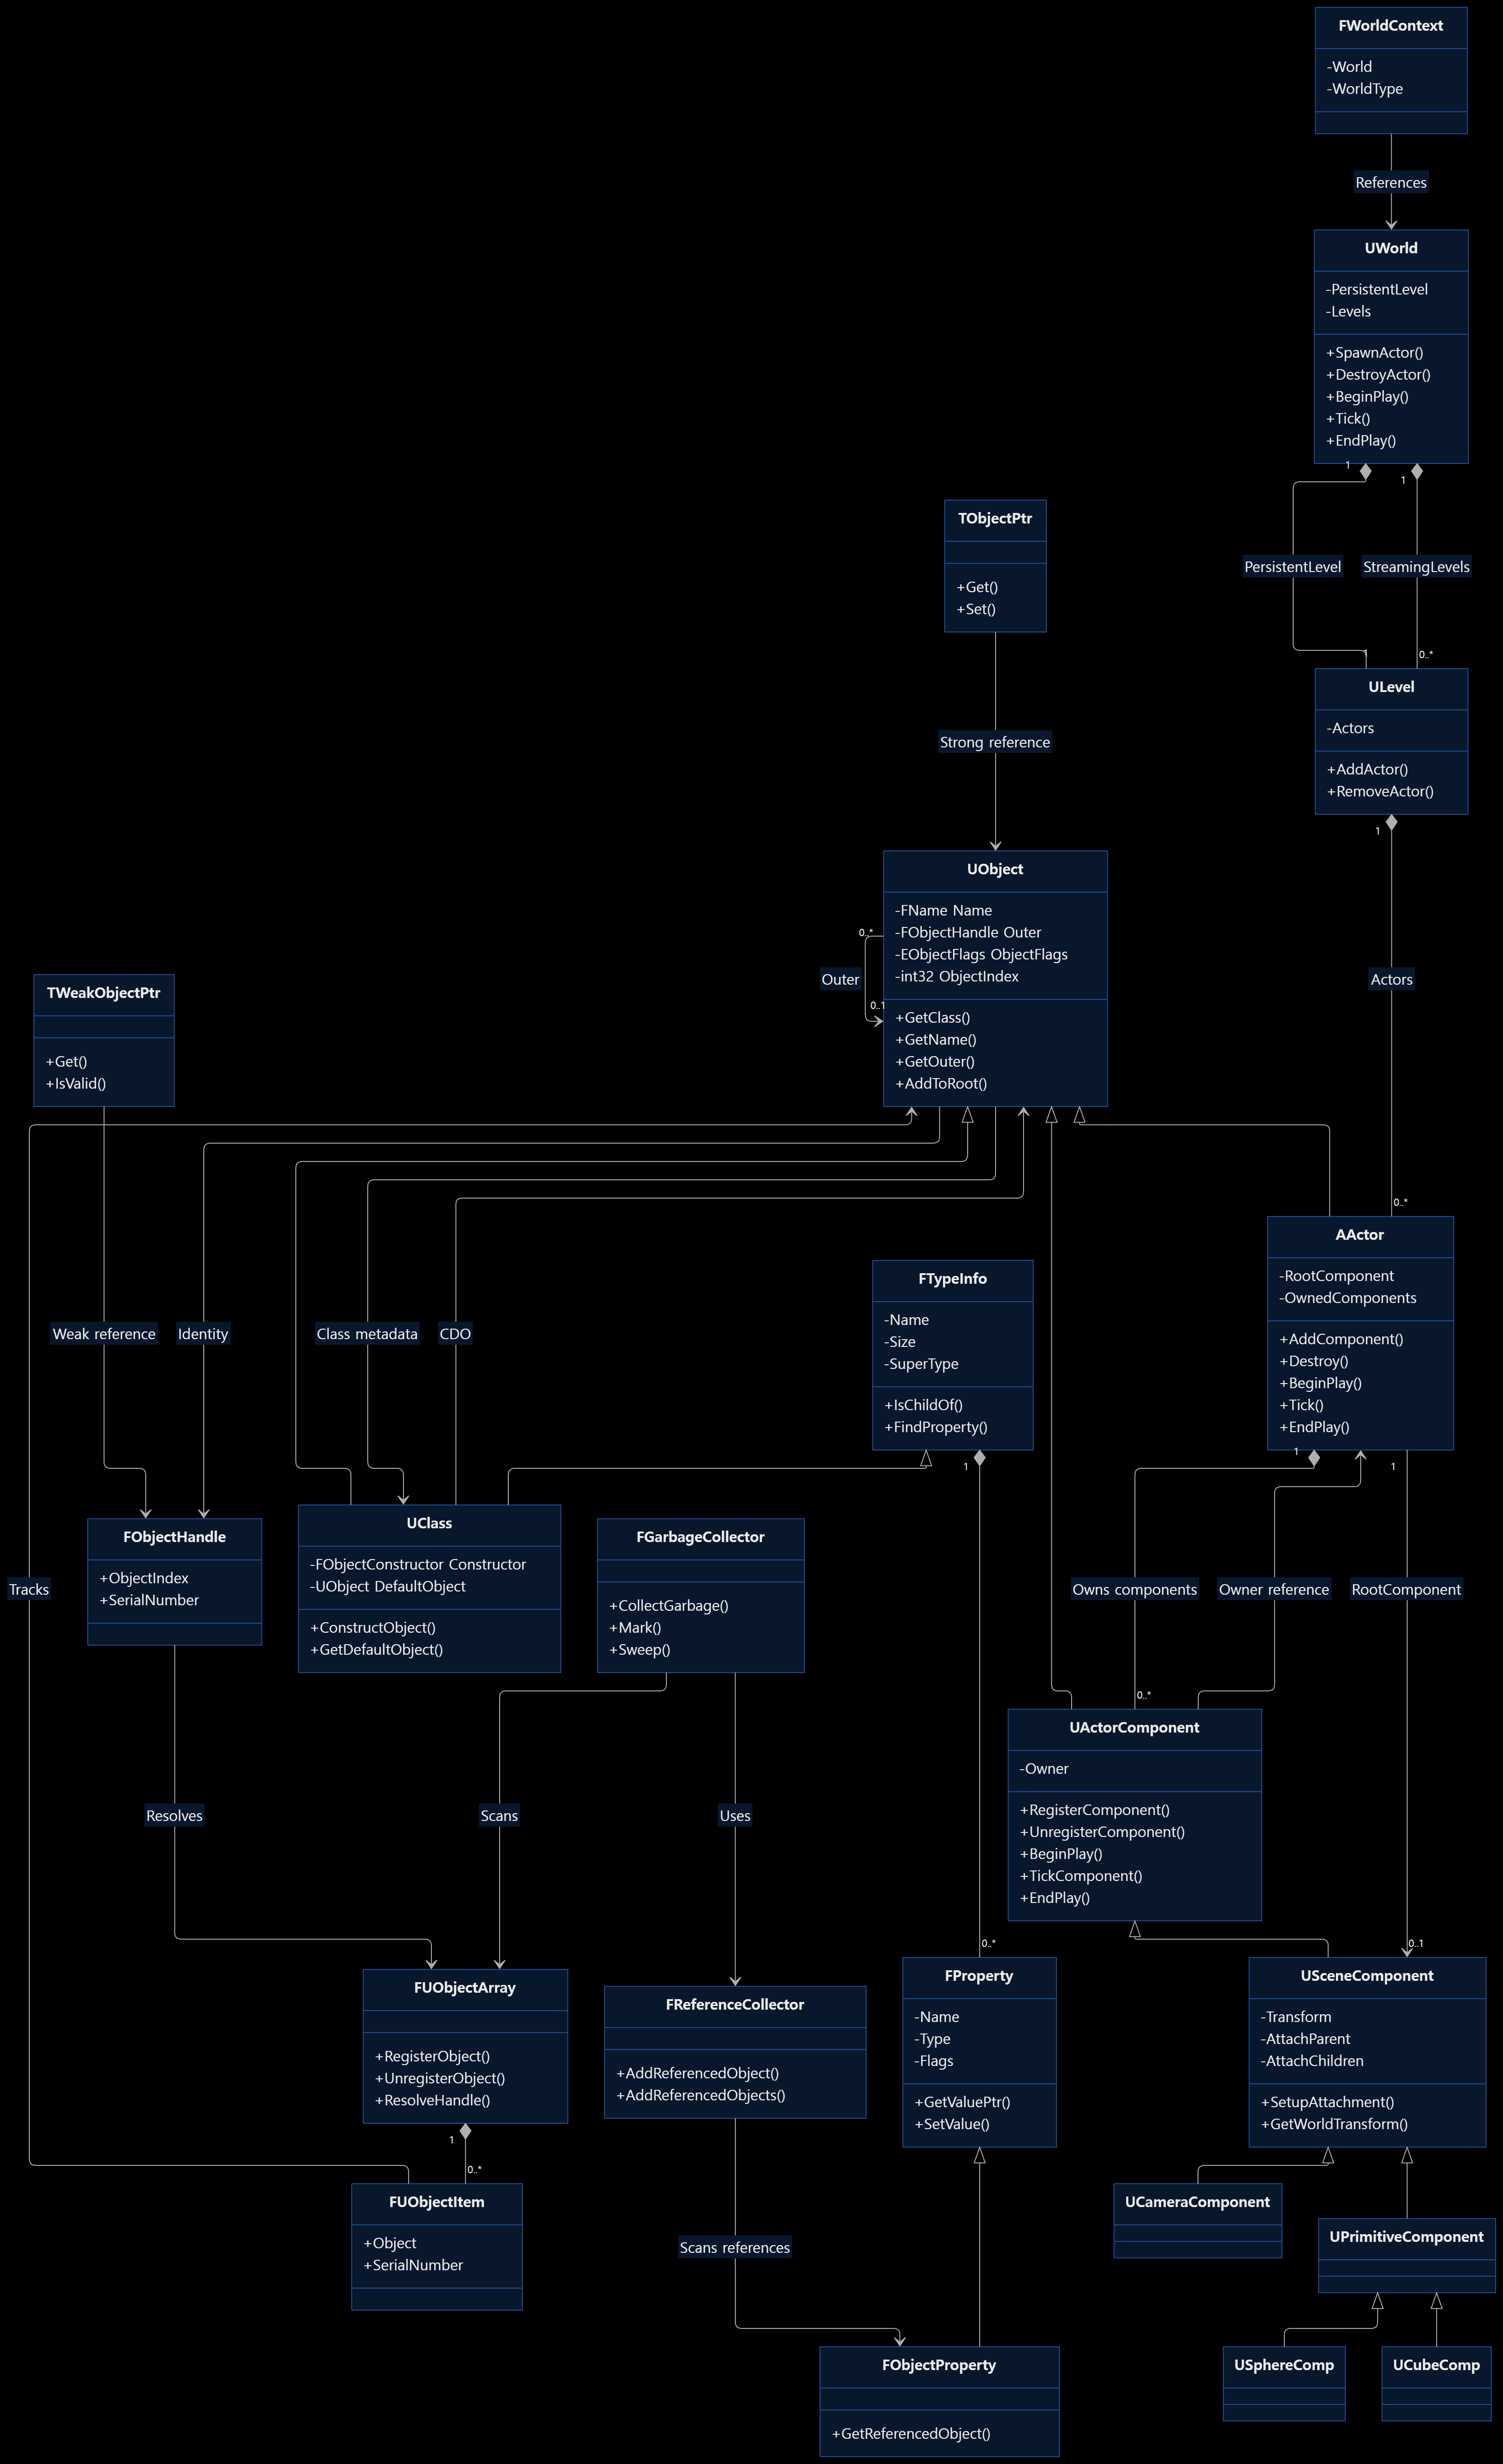 FWorldContext
-World
-WorldType
References
UWorld
-PersistentLevel
-Levels
+SpawnActor()
+DestroyActor()
+BeginPlay()
+Tick()
+EndPlay()
1
1
PersistentLevel
StreamingLevels
1
0..*
TObjectPtr
+Get()
+Set()
Strong reference
ULevel
-Actors
+AddActor()
+RemoveActor()
1
Actors
0..*
UObject
-FName Name
-FObjectHandle Outer
-EObjectFlags ObjectFlags
-int32 ObjectIndex
+GetClass()
+GetName()
+GetOuter()
+AddToRoot()
0..*
Outer
0..1
TWeakObjectPtr
+Get()
+IsValid()
Weak reference
Identity
Class metadata
CDO
FTypeInfo
-Name
-Size
-SuperType
+IsChildOf()
+FindProperty()
1
AActor
-RootComponent
-OwnedComponents
+AddComponent()
+Destroy()
+BeginPlay()
+Tick()
+EndPlay()
1
1
Tracks
FObjectHandle
+ObjectIndex
+SerialNumber
UClass
-FObjectConstructor Constructor
-UObject DefaultObject
+ConstructObject()
+GetDefaultObject()
FGarbageCollector
+CollectGarbage()
+Mark()
+Sweep()
Owns components
Owner reference
RootComponent
0..*
Resolves
Scans
Uses
UActorComponent
-Owner
+RegisterComponent()
+UnregisterComponent()
+BeginPlay()
+TickComponent()
+EndPlay()
0..*
0..1
FUObjectArray
+RegisterObject()
+UnregisterObject()
+ResolveHandle()
1
0..*
FReferenceCollector
+AddReferencedObject()
+AddReferencedObjects()
FProperty
-Name
-Type
-Flags
+GetValuePtr()
+SetValue()
USceneComponent
-Transform
-AttachParent
-AttachChildren
+SetupAttachment()
+GetWorldTransform()
FUObjectItem
+Object
+SerialNumber
Scans references
UCameraComponent
UPrimitiveComponent
FObjectProperty
+GetReferencedObject()
USphereComp
UCubeComp